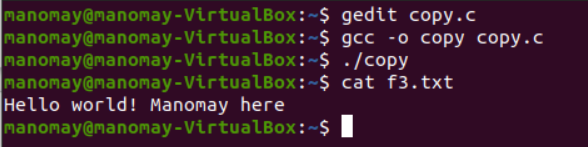 manomay@manomay-VirtualBox:~$ gedit copy.c
manomay@manomay-VirtualBox:~$ gcc -o copy copy.c
manomay@manomay-VirtualBox:~$ ./copy
manomay@manomay-VirtualBox:~$ cat f3.txt
Hello world! Manomay here
manomay@manomay-VirtualBox:~$